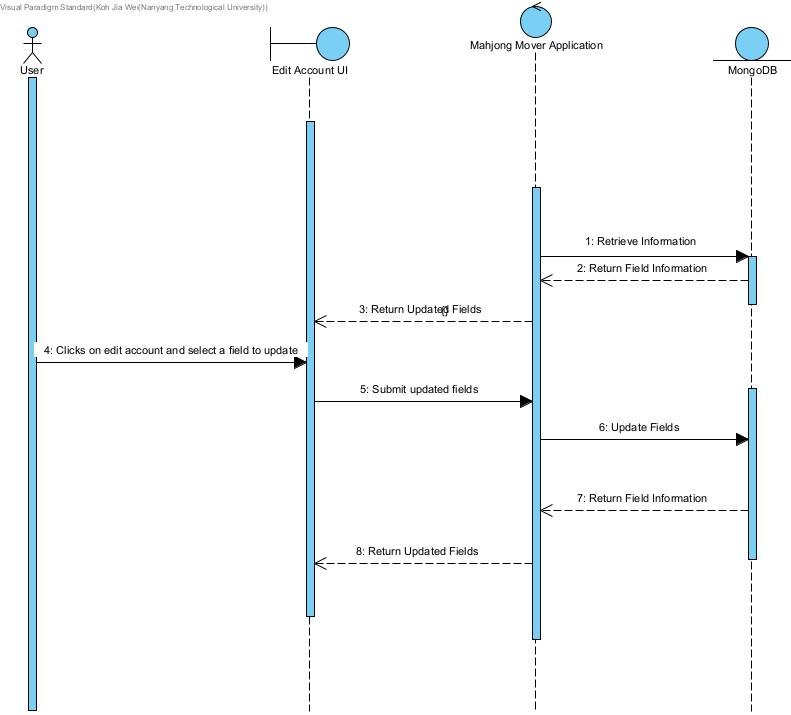 Visual Paradigm Standard(Koh Jia Wei(Nanyang Technological University))
User
Edit Account UI
Mahjong Mover Application
MongoDB
1: Retrieve Information
2: Return Field Information
3: Return Updated Fields
()
4: Clicks on edit account and select a field to update
5: Submit updated fields
6: Update Fields
7: Return Field Information
8: Return Updated Fields